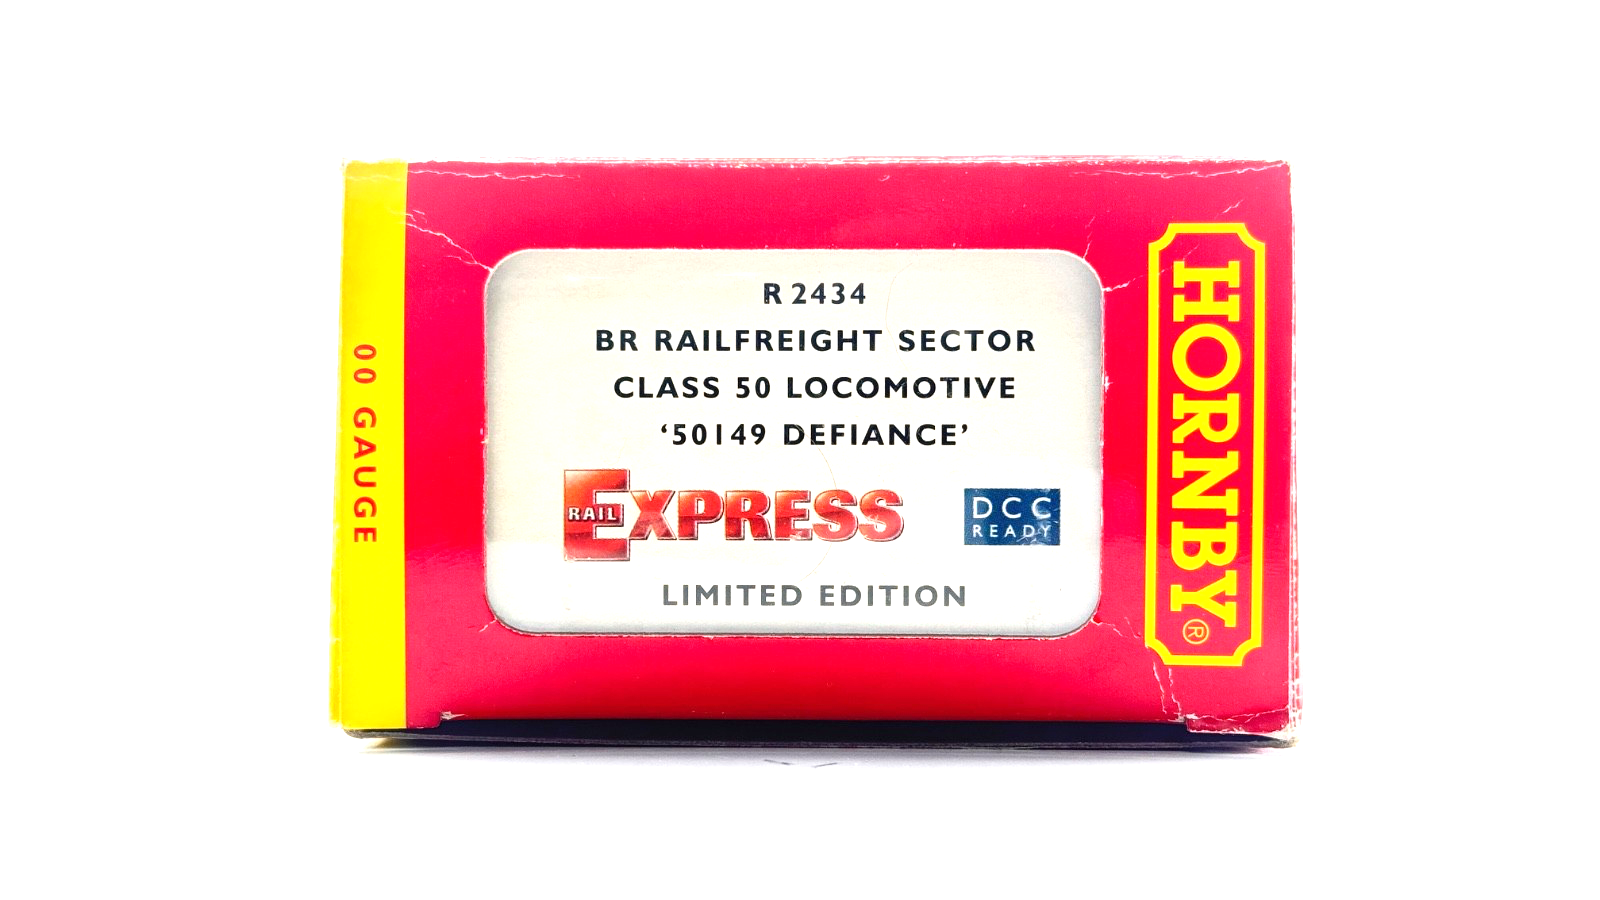 R 2434
BR RAILFREIGHT SECTOR
CLASS 50 LOCOMOTIVE
‘50149 DEFIANCE’
RAIL EXPRESS
DCC
READY
LIMITED EDITION
00 GAUGE
HORNBY®